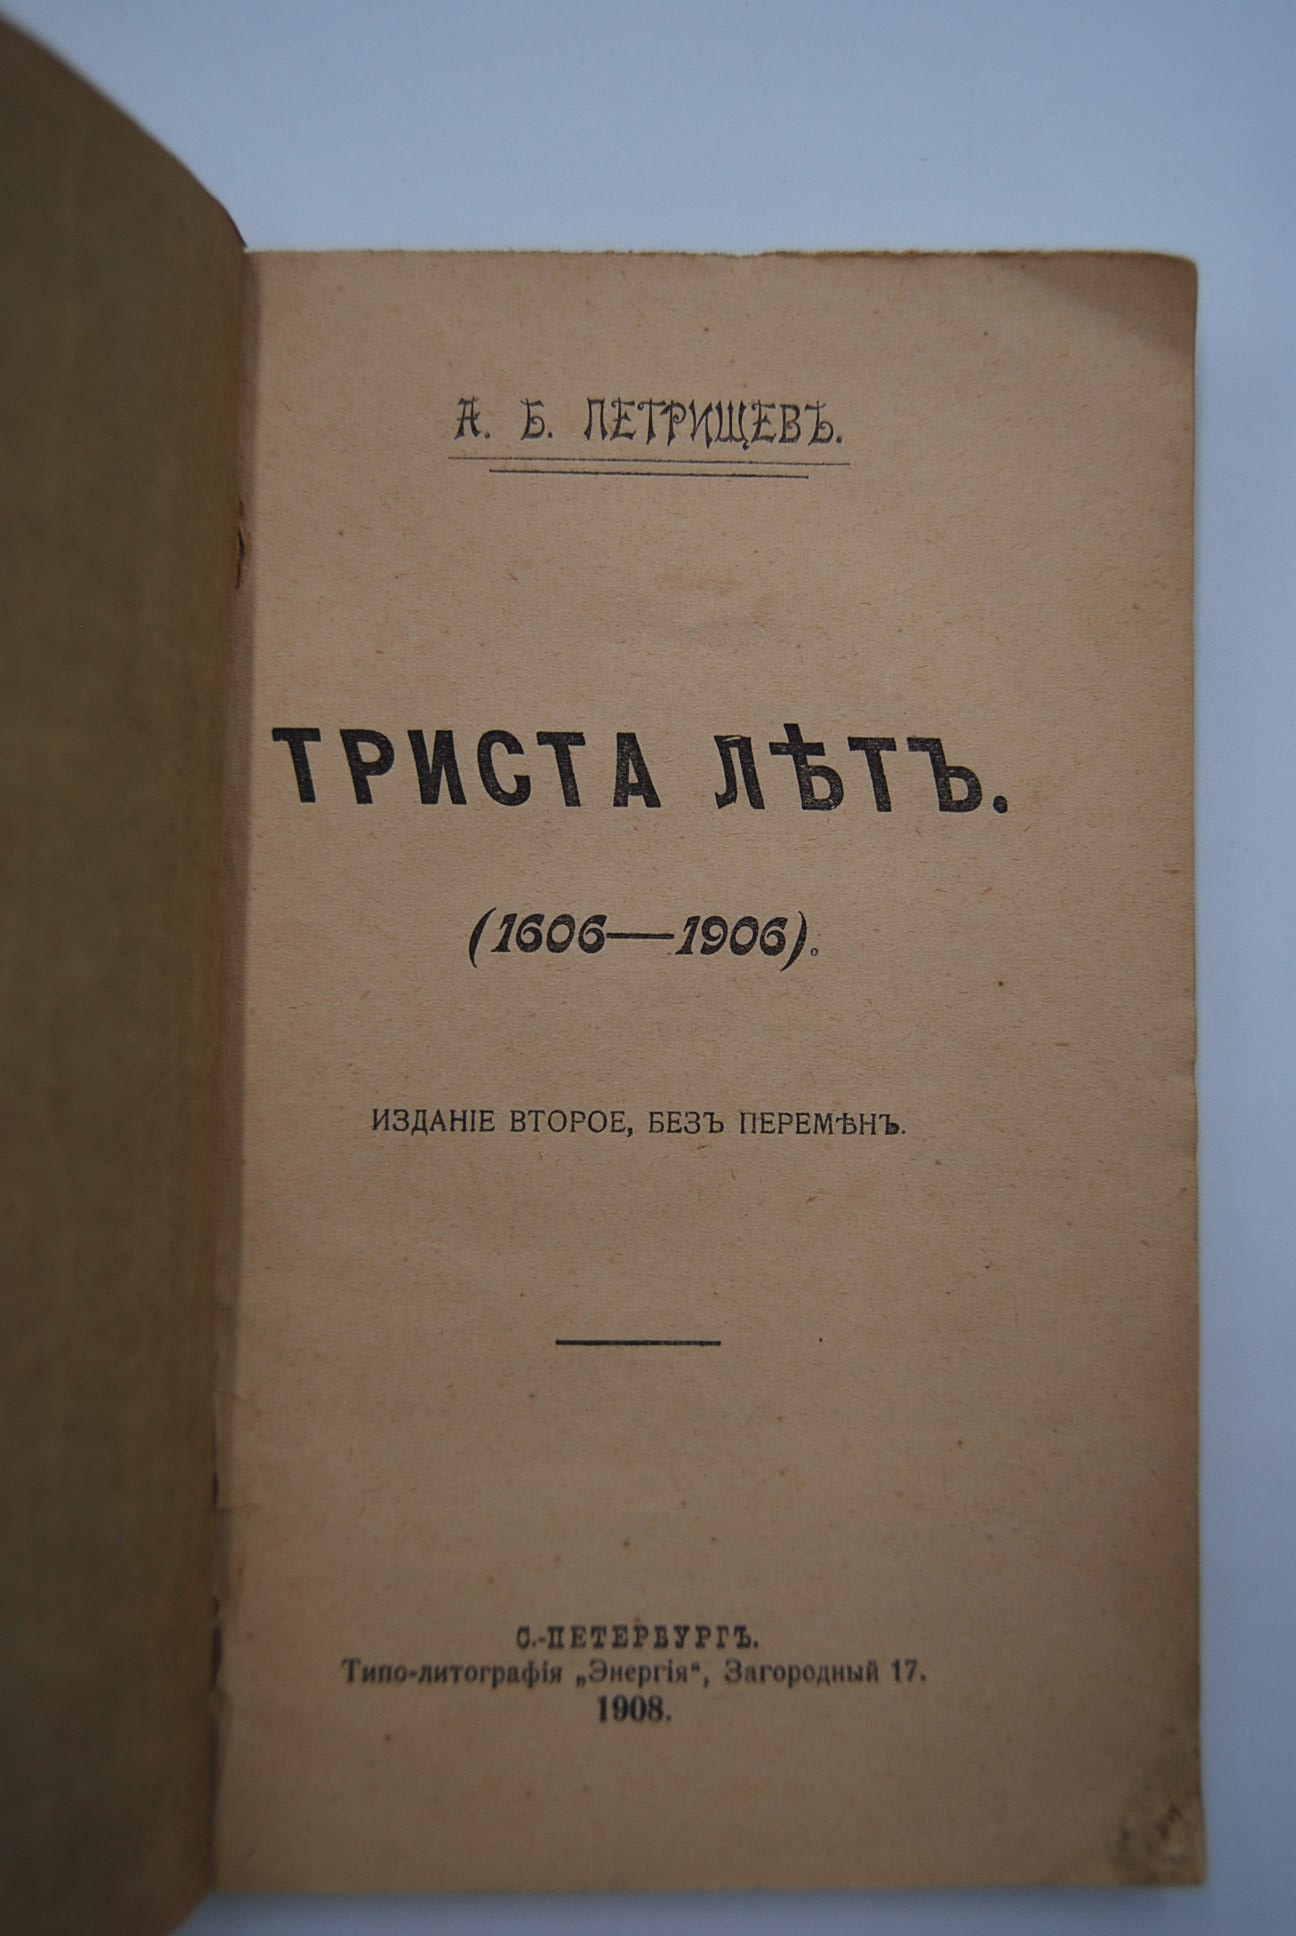 А. Б. ПЕТРИЩЕВЪ.
ТРИСТА ЛѢТЪ.
(1606—1906).
ИЗДАНІЕ ВТОРОЕ, БЕЗЪ ПЕРЕМѢНЪ.
С.-ПЕТЕРБУРГЪ.
Типо-литографія „Энергія“, Загородный 17.
1908.